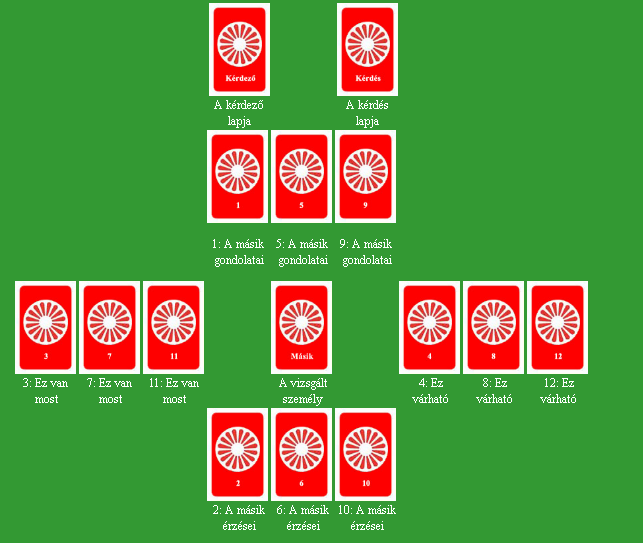 Kérdező
Kérdés
A kérdező
lapja
A kérdés
lapja
1
5
9
1: A másik
gondolatai
5: A másik
gondolatai
9: A másik
gondolatai
3
7
11
Másik
4
8
12
3: Ez van
most
7: Ez van
most
11: Ez van
most
A vizsgált
személy
4: Ez
várható
8: Ez
várható
12: Ez
várható
2
6
10
2: A másik
érzései
6: A másik
érzései
10: A másik
érzései